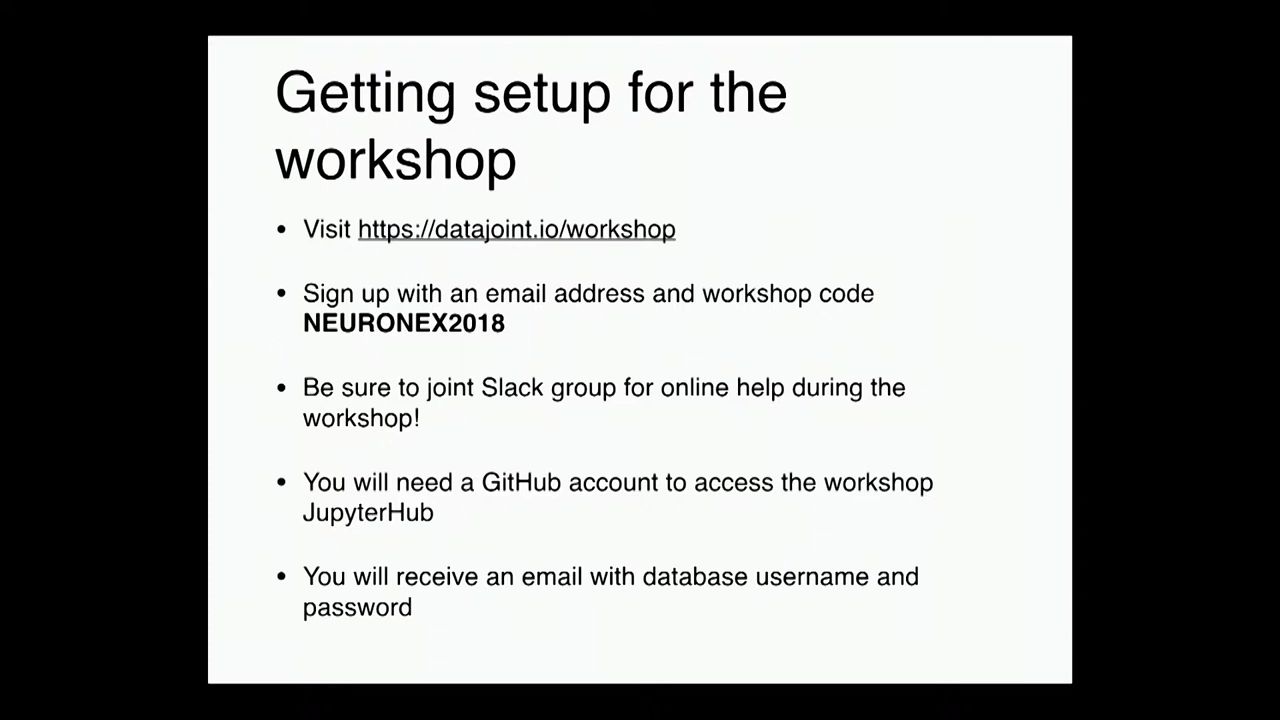 Getting setup for the
workshop
• Visit https://datajoint.io/workshop
• Sign up with an email address and workshop code
NEURONEX2018
• Be sure to joint Slack group for online help during the
workshop!
• You will need a GitHub account to access the workshop
JupyterHub
• You will receive an email with database username and
password